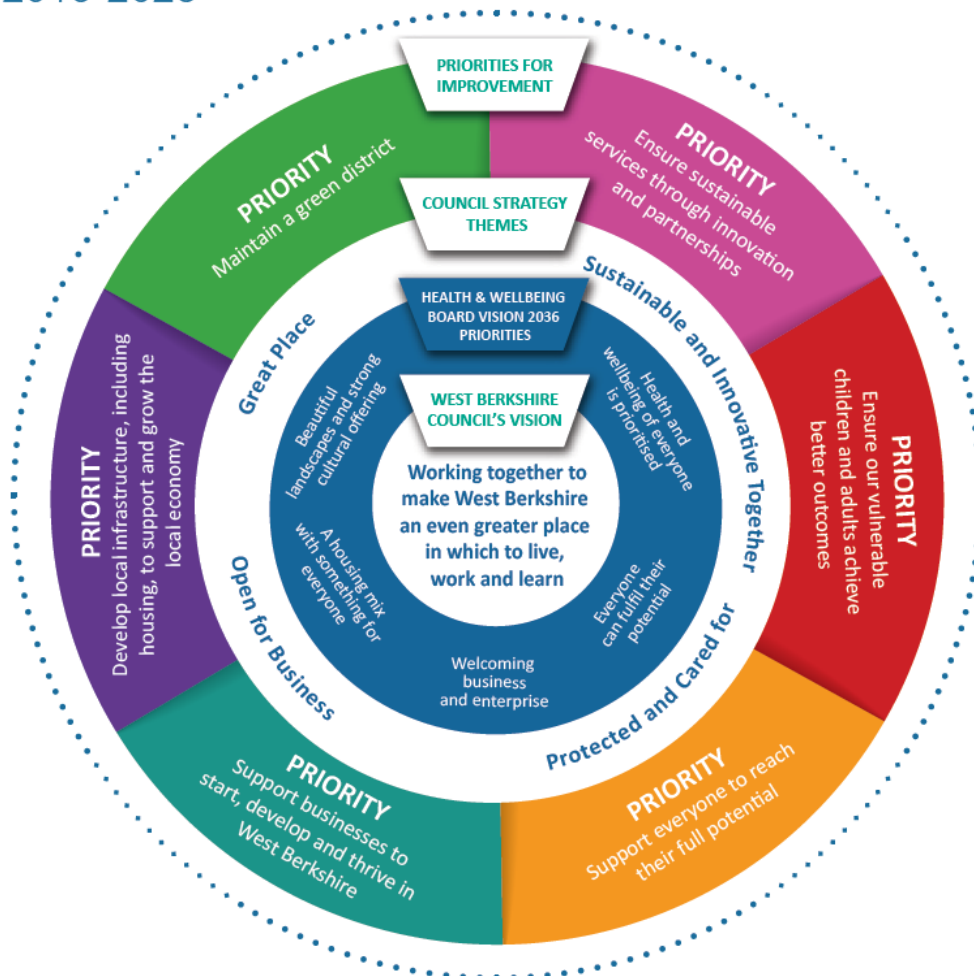 PRIORITIES FOR
IMPROVEMENT
PRIORITY
Maintain a green district
PRIORITY
Ensure sustainable
services through innovation
and partnerships
COUNCIL STRATEGY
THEMES
Great Place
Sustainable and Innovative Together
HEALTH & WELLBEING
BOARD VISION 2036
PRIORITIES
Beautiful
landscapes and strong
cultural offering
Health and
wellbeing of everyone
is prioritised
WEST BERKSHIRE
COUNCIL'S VISION
Working together to
make West Berkshire
an even greater place
in which to live,
work and learn
PRIORITY
Develop local infrastructure, including
housing, to support and grow the
local economy
PRIORITY
Ensure our vulnerable
children and adults achieve
better outcomes
A housing mix
with something for
everyone
Everyone
can fulfil their
potential
Welcoming
business
and enterprise
Open for Business
Protected and Cared for
PRIORITY
Support businesses to
start, develop and thrive in
West Berkshire
PRIORITY
Support everyone to reach
their full potential